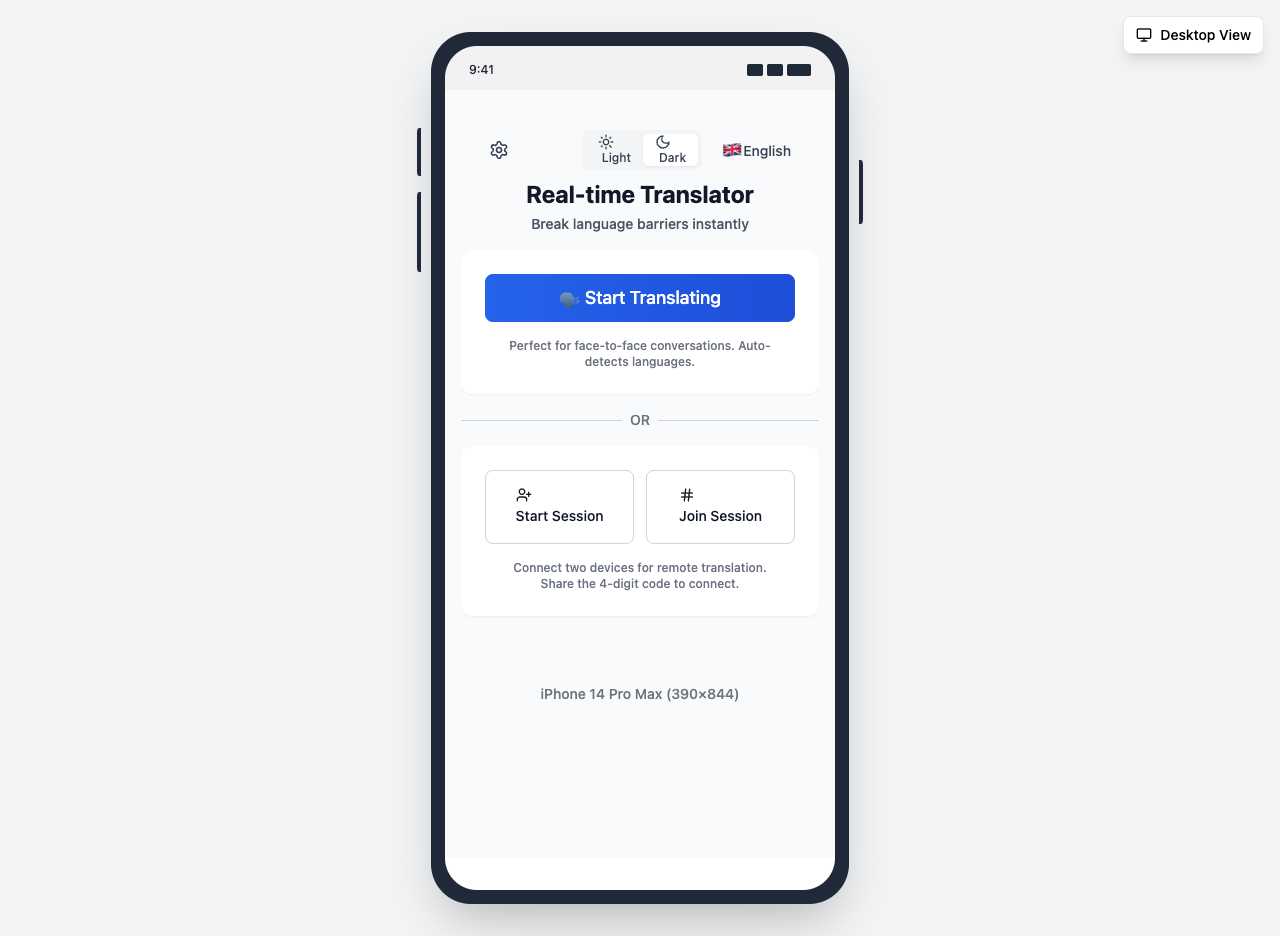 Desktop View
9:41
Light
Dark
English
Real-time Translator
Break language barriers instantly
Start Translating
Perfect for face-to-face conversations. Auto-
detects languages.
OR
Start Session
Join Session
Connect two devices for remote translation.
Share the 4-digit code to connect.
iPhone 14 Pro Max (390×844)